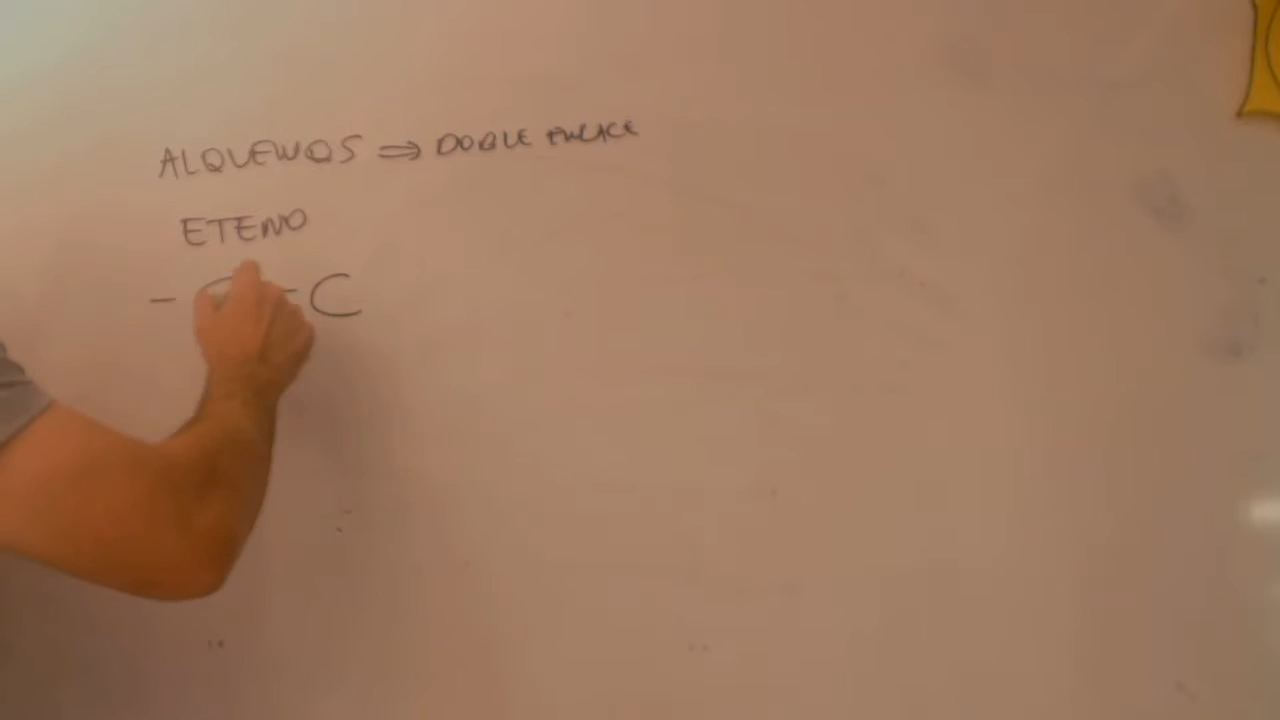 ALQUENOS ⇒ DOBLE ENLACE
ETENO
- C - C